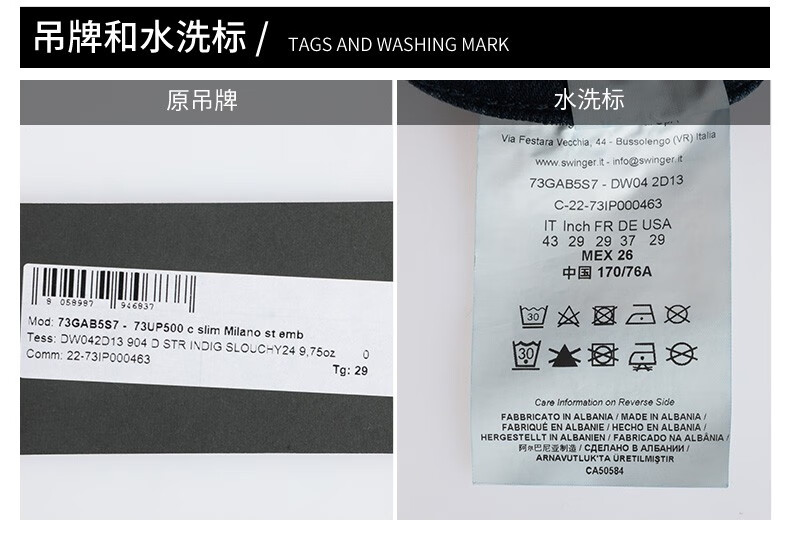 吊牌和水洗标 / TAGS AND WASHING MARK
原吊牌
8 058987 946837
Mod: 73GAB5S7 - 73UP500 c slim Milano st emb
Tess: DW042D13 904 D STR INDIG SLOUCHY24 9,75oz 0
Comm: 22-73IP000463
Tg: 29
水洗标
Via Festara Vecchia, 44 - Bussolengo (VR) Italia
www.swinger.it - info@swinger.it
73GAB5S7 - DW04 2D13
C-22-73IP000463
IT Inch FR DE USA
43 29 29 37 29
MEX 26
中国 170/76A
30
30
Care Information on Reverse Side
FABBRICATO IN ALBANIA / MADE IN ALBANIA /
FABRIQUÉ EN ALBANIE / HECHO EN ALBANIA /
HERGESTELLT IN ALBANIEN / FABRICADO NA ALBÂNIA /
阿尔巴尼亚制造 / СДЕЛАНО В АЛБАНИИ /
ARNAVUTLUK'TA ÜRETILMIŞTIR
CA50584